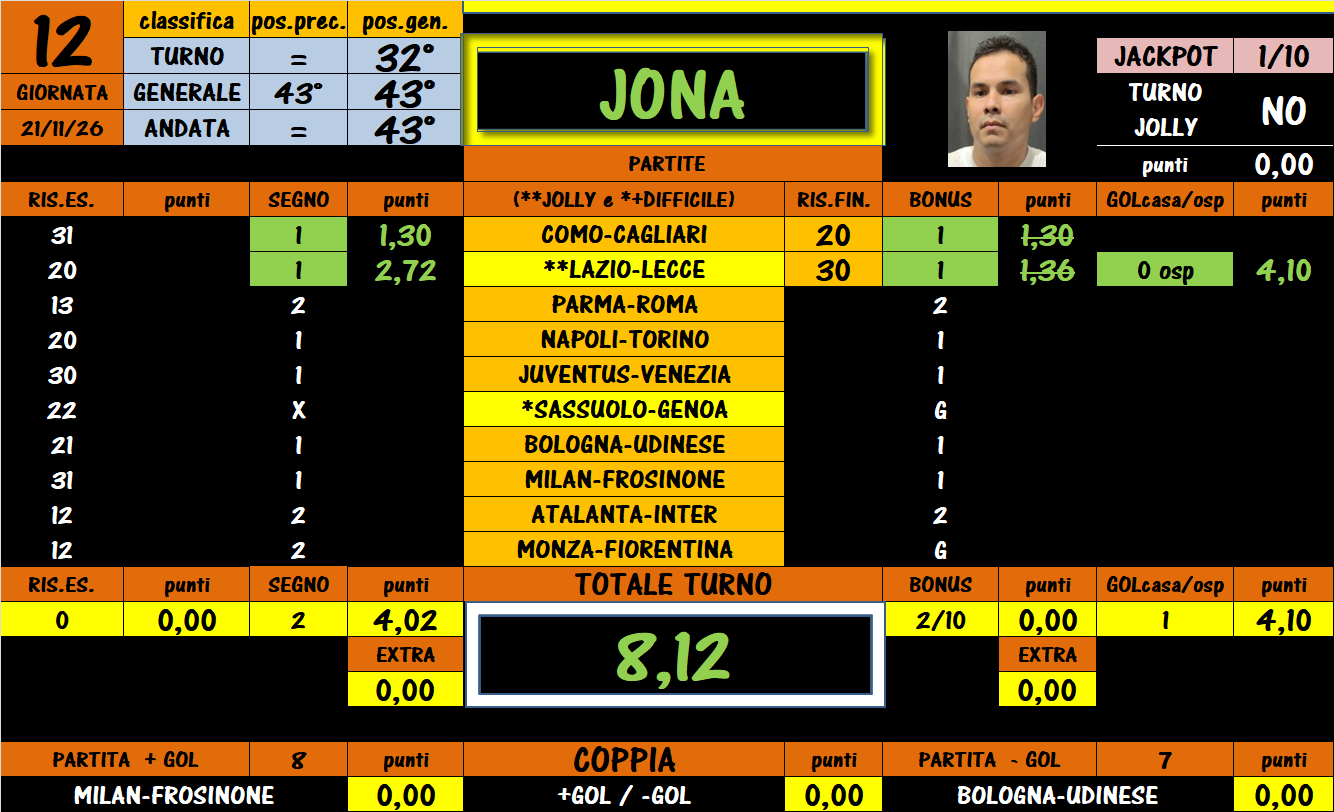 12 classifica pos.prec. pos.gen.
TURNO = 32°
GIORNATA GENERALE 43° 43°
21/11/26 ANDATA = 43°
JONA
JACKPOT 1/10
TURNO JOLLY NO
punti 0,00
PARTITE
RIS.ES. punti SEGNO punti (**JOLLY e *+DIFFICILE) RIS.FIN. BONUS punti GOLcasa/osp punti
31 1 1,30 COMO-CAGLIARI 20 1 1,30
20 1 2,72 **LAZIO-LECCE 30 1 1,36 0 osp 4,10
13 2 PARMA-ROMA 2
20 1 NAPOLI-TORINO 1
30 1 JUVENTUS-VENEZIA 1
22 X *SASSUOLO-GENOA G
21 1 BOLOGNA-UDINESE 1
31 1 MILAN-FROSINONE 1
12 2 ATALANTA-INTER 2
12 2 MONZA-FIORENTINA G
RIS.ES. punti SEGNO punti TOTALE TURNO BONUS punti GOLcasa/osp punti
0 0,00 2 4,02 8,12 2/10 0,00 1 4,10
EXTRA EXTRA
0,00 0,00
PARTITA + GOL 8 punti COPPIA punti PARTITA - GOL 7 punti
MILAN-FROSINONE 0,00 +GOL / -GOL 0,00 BOLOGNA-UDINESE 0,00